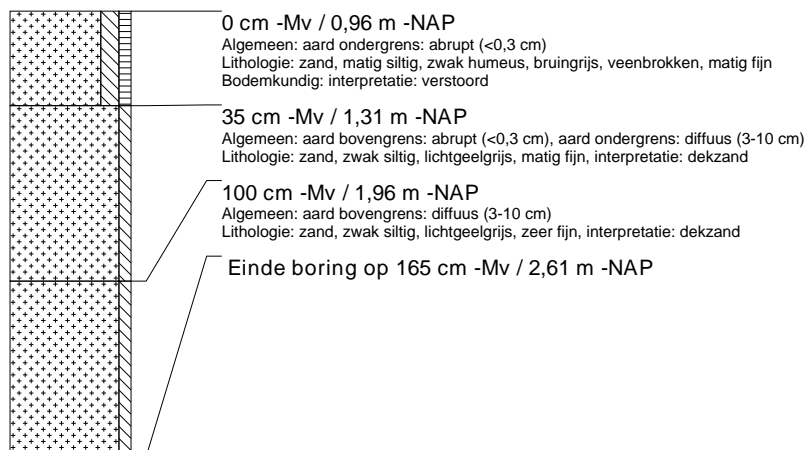 0 cm -Mv / 0,96 m -NAP
Algemeen: aard ondergrens: abrupt (<0,3 cm)
Lithologie: zand, matig siltig, zwak humeus, bruingrijs, veenbrokken, matig fijn
Bodemkundig: interpretatie: verstoord
35 cm -Mv / 1,31 m -NAP
Algemeen: aard bovengrens: abrupt (<0,3 cm), aard ondergrens: diffuus (3-10 cm)
Lithologie: zand, zwak siltig, lichtgeelgrijs, matig fijn, interpretatie: dekzand
100 cm -Mv / 1,96 m -NAP
Algemeen: aard bovengrens: diffuus (3-10 cm)
Lithologie: zand, zwak siltig, lichtgeelgrijs, zeer fijn, interpretatie: dekzand
Einde boring op 165 cm -Mv / 2,61 m -NAP